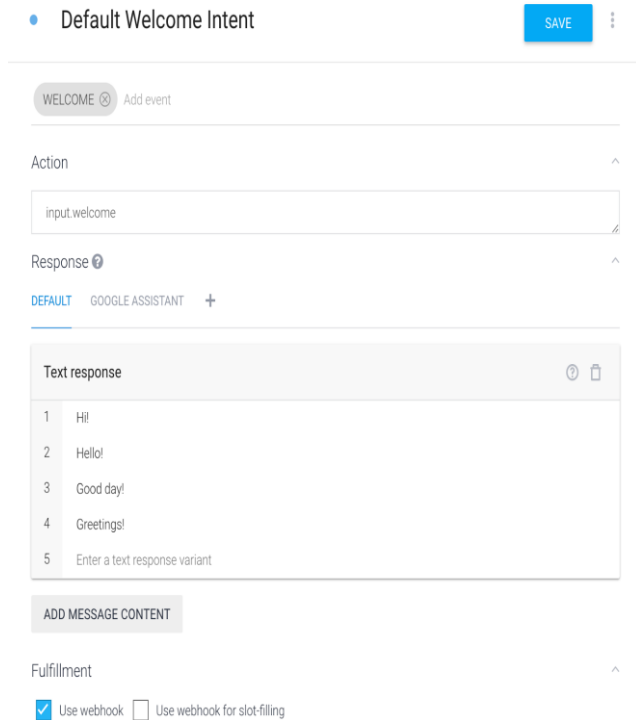 Default Welcome Intent
SAVE
WELCOME Add event
Action
input.welcome
Response
DEFAULT GOOGLE ASSISTANT +
Text response
1 Hi!
2 Hello!
3 Good day!
4 Greetings!
5 Enter a text response variant
ADD MESSAGE CONTENT
Fulfillment
Use webhook Use webhook for slot-filling